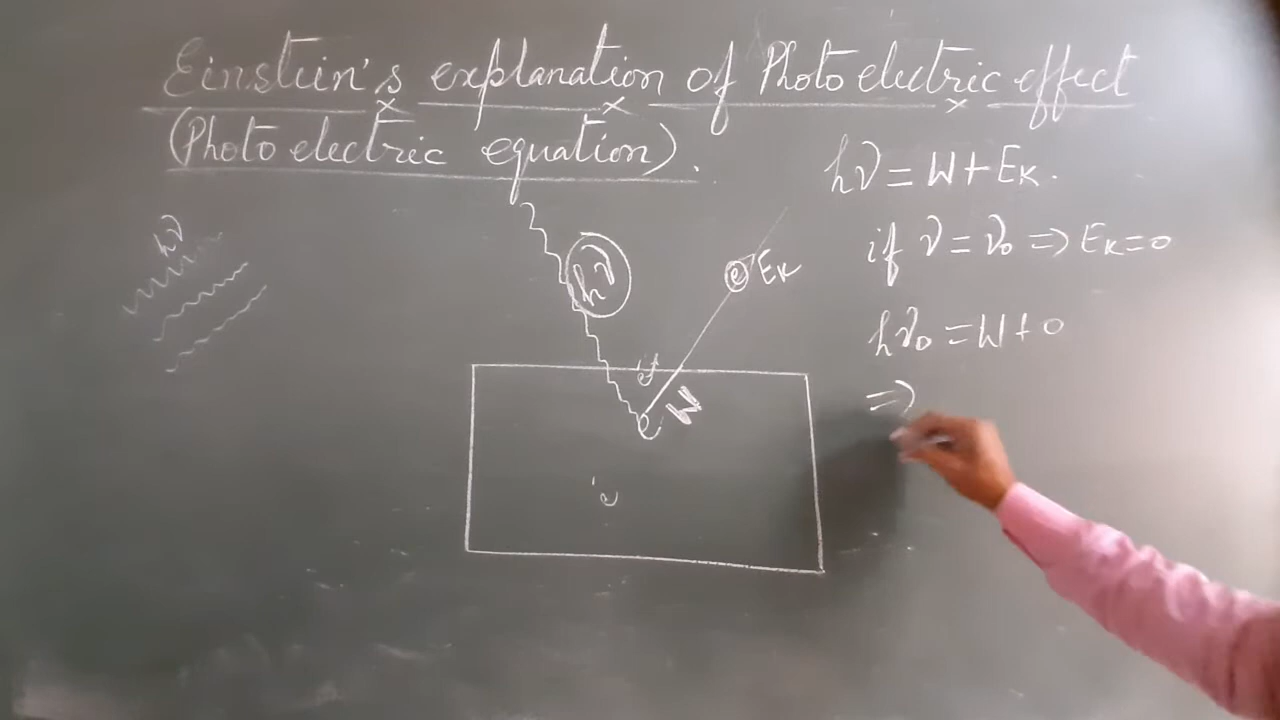 Einstein's explanation of Photo electric effect
(Photo electric equation).
hν = W + EK.
if ν = ν₀ ⇒ EK = 0
hν₀ = W + 0
⇒
hν
hν
e EK
e
W
e
e